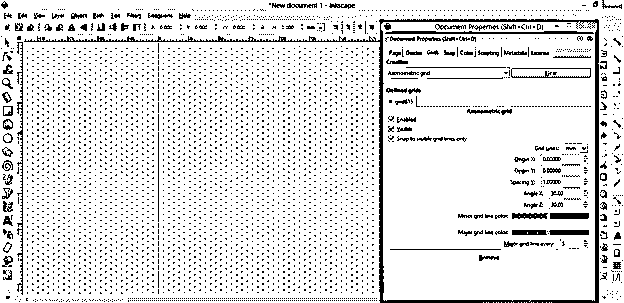 *New document 1 - Inkscape
File Edit View Layer Object Path Text Filters Extensions Help
Document Properties (Shift+Ctrl+D)
Document Properties (Shift+Ctrl+D)
Page Guides Grids Snap Color Scripting Metadata License
Creation
Axonometric grid
New
Defined grids
Axonometric grid
Enabled
Visible
Snap to visible grid lines only
Grid units: mm
Origin X: 0.00000
Origin Y: 0.00000
Spacing Y: 1.00000
Angle X: 30.00
Angle Z: 30.00
Minor grid line color:
Major grid line color:
Major grid line every: 5
Remove